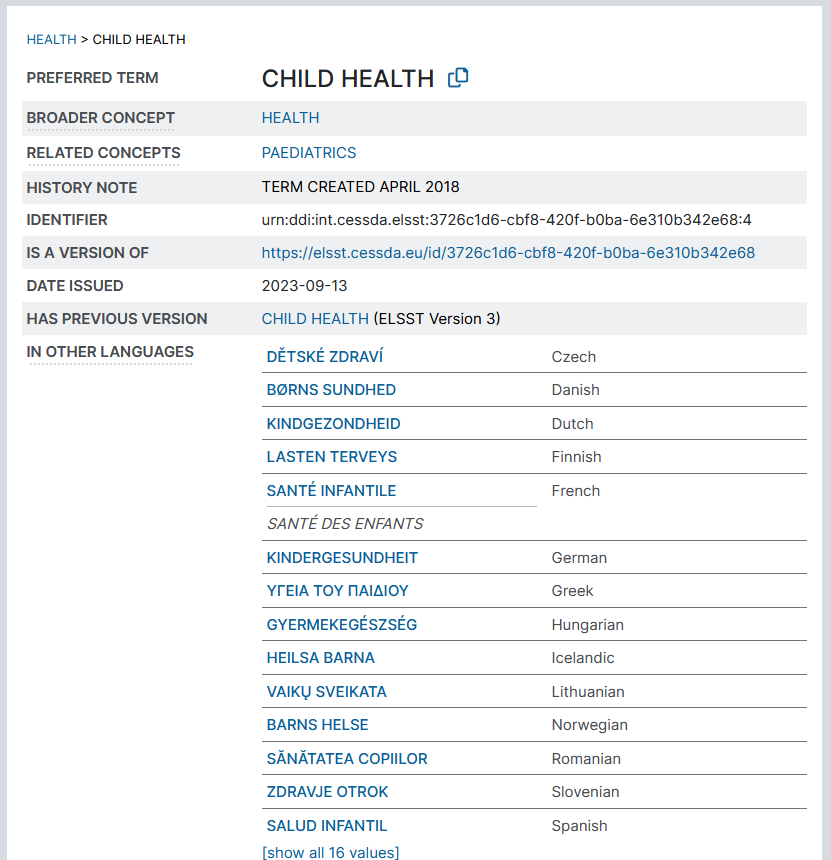 HEALTH > CHILD HEALTH
PREFERRED TERM CHILD HEALTH
BROADER CONCEPT HEALTH
RELATED CONCEPTS PAEDIATRICS
HISTORY NOTE TERM CREATED APRIL 2018
IDENTIFIER urn:ddi:int.cessda.elsst:3726c1d6-cbf8-420f-b0ba-6e310b342e68:4
IS A VERSION OF https://elsst.cessda.eu/id/3726c1d6-cbf8-420f-b0ba-6e310b342e68
DATE ISSUED 2023-09-13
HAS PREVIOUS VERSION CHILD HEALTH (ELSST Version 3)
IN OTHER LANGUAGES
DĚTSKÉ ZDRAVÍ Czech
BØRNS SUNDHED Danish
KINDGEZONDHEID Dutch
LASTEN TERVEYS Finnish
SANTÉ INFANTILE French
SANTÉ DES ENFANTS
KINDERGESUNDHEIT German
ΥΓΕΙΑ ΤΟΥ ΠΑΙΔΙΟΥ Greek
GYERMEKEGÉSZSÉG Hungarian
HEILSA BARNA Icelandic
VAIKŲ SVEIKATA Lithuanian
BARNS HELSE Norwegian
SĂNĂTATEA COPIILOR Romanian
ZDRAVJE OTROK Slovenian
SALUD INFANTIL Spanish
[show all 16 values]